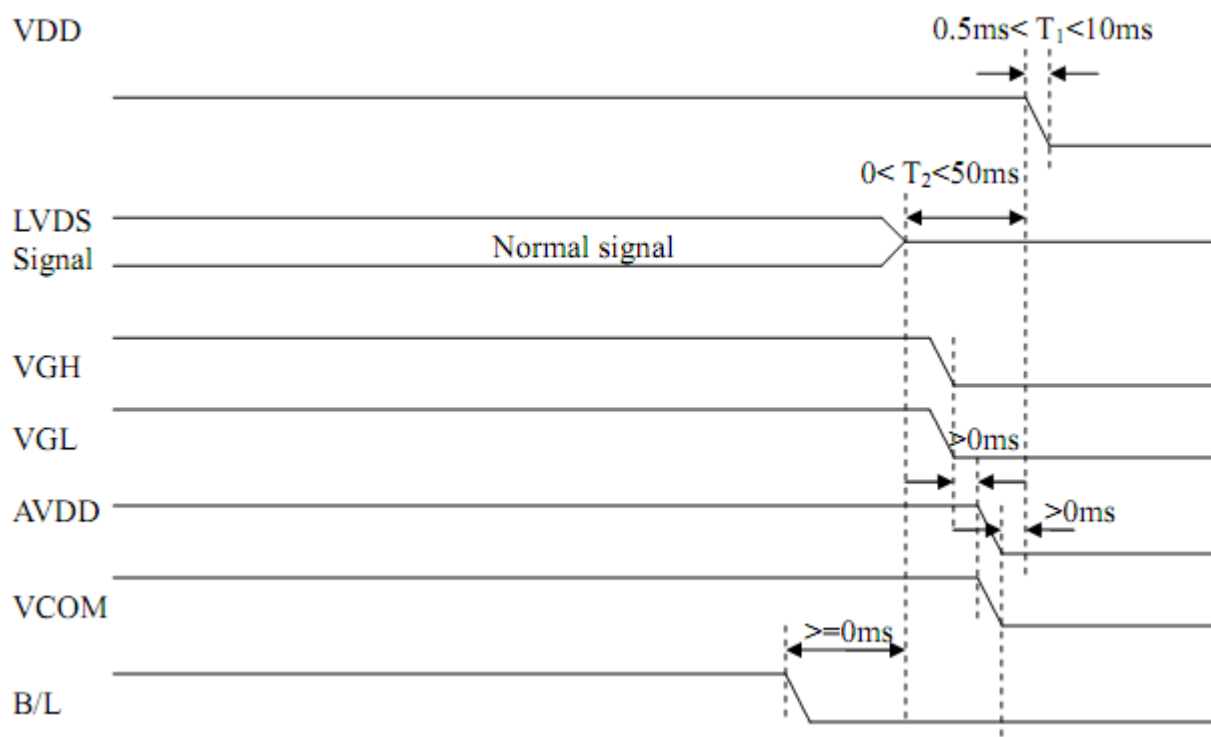 VDD
0.5ms< T₁<10ms
0< T₂<50ms
LVDS
Signal
Normal signal
VGH
VGL
>0ms
AVDD
>0ms
VCOM
>=0ms
B/L